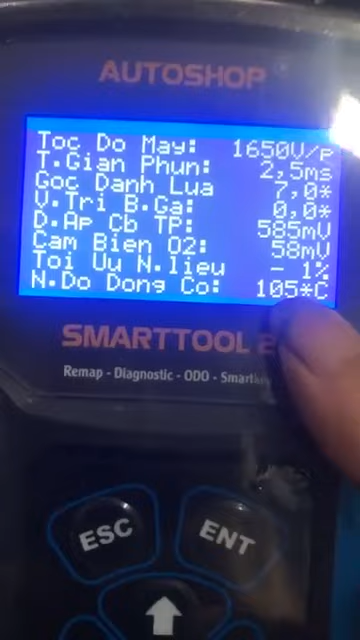 AUTOSHOP
Toc Do May: 1650V/p
T.Gian Phun: 2,5ms
Goc Danh Lua 7,0*
V.Tri B.Ga: 0,0*
D.Ap Cb TP: 585mV
Cam Bien O2: 58mV
Toi Uu N.lieu - 1%
N.Do Dong Co: 105*C
SMARTTOOL 2
Remap - Diagnostic - ODO -
ESC
ENT